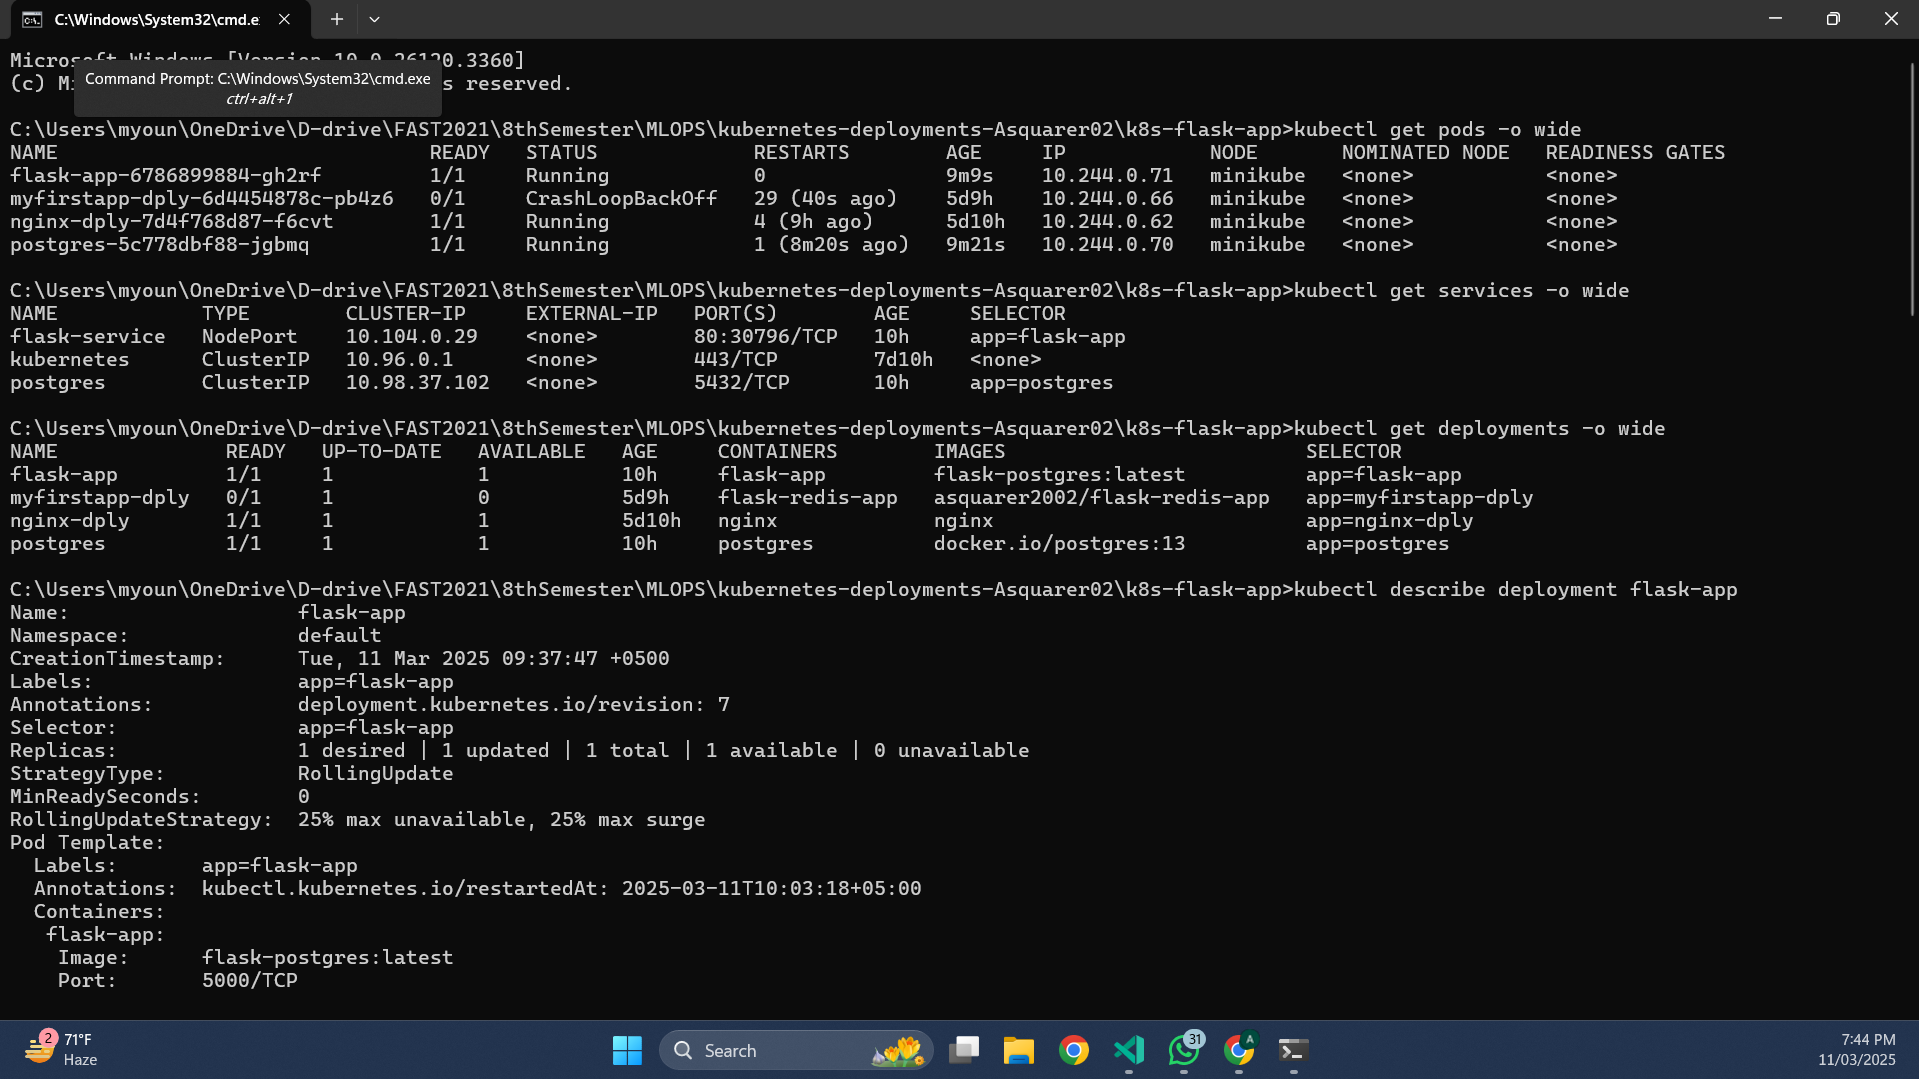 C:\Windows\System32\cmd.e
Microsoft Windows [Version 10.0.26120.3360]
(c) Mi s reserved.
Command Prompt: C:\Windows\System32\cmd.exe
ctrl+alt+1
C:\Users\myoun\OneDrive\D-drive\FAST2021\8thSemester\MLOPS\kubernetes-deployments-Asquarer02\k8s-flask-app>kubectl get pods -o wide
NAME READY STATUS RESTARTS AGE IP NODE NOMINATED NODE READINESS GATES
flask-app-6786899884-gh2rf 1/1 Running 0 9m9s 10.244.0.71 minikube <none> <none>
myfirstapp-dply-6d4454878c-pb4z6 0/1 CrashLoopBackOff 29 (40s ago) 5d9h 10.244.0.66 minikube <none> <none>
nginx-dply-7d4f768d87-f6cvt 1/1 Running 4 (9h ago) 5d10h 10.244.0.62 minikube <none> <none>
postgres-5c778dbf88-jgbmq 1/1 Running 1 (8m20s ago) 9m21s 10.244.0.70 minikube <none> <none>
C:\Users\myoun\OneDrive\D-drive\FAST2021\8thSemester\MLOPS\kubernetes-deployments-Asquarer02\k8s-flask-app>kubectl get services -o wide
NAME TYPE CLUSTER-IP EXTERNAL-IP PORT(S) AGE SELECTOR
flask-service NodePort 10.104.0.29 <none> 80:30796/TCP 10h app=flask-app
kubernetes ClusterIP 10.96.0.1 <none> 443/TCP 7d10h <none>
postgres ClusterIP 10.98.37.102 <none> 5432/TCP 10h app=postgres
C:\Users\myoun\OneDrive\D-drive\FAST2021\8thSemester\MLOPS\kubernetes-deployments-Asquarer02\k8s-flask-app>kubectl get deployments -o wide
NAME READY UP-TO-DATE AVAILABLE AGE CONTAINERS IMAGES SELECTOR
flask-app 1/1 1 1 10h flask-app flask-postgres:latest app=flask-app
myfirstapp-dply 0/1 1 0 5d9h flask-redis-app asquarer2002/flask-redis-app app=myfirstapp-dply
nginx-dply 1/1 1 1 5d10h nginx nginx app=nginx-dply
postgres 1/1 1 1 10h postgres docker.io/postgres:13 app=postgres
C:\Users\myoun\OneDrive\D-drive\FAST2021\8thSemester\MLOPS\kubernetes-deployments-Asquarer02\k8s-flask-app>kubectl describe deployment flask-app
Name: flask-app
Namespace: default
CreationTimestamp: Tue, 11 Mar 2025 09:37:47 +0500
Labels: app=flask-app
Annotations: deployment.kubernetes.io/revision: 7
Selector: app=flask-app
Replicas: 1 desired | 1 updated | 1 total | 1 available | 0 unavailable
StrategyType: RollingUpdate
MinReadySeconds: 0
RollingUpdateStrategy: 25% max unavailable, 25% max surge
Pod Template:
Labels: app=flask-app
Annotations: kubectl.kubernetes.io/restartedAt: 2025-03-11T10:03:18+05:00
Containers:
flask-app:
Image: flask-postgres:latest
Port: 5000/TCP
2
71°F
Haze
Search
31
A
7:44 PM
11/03/2025